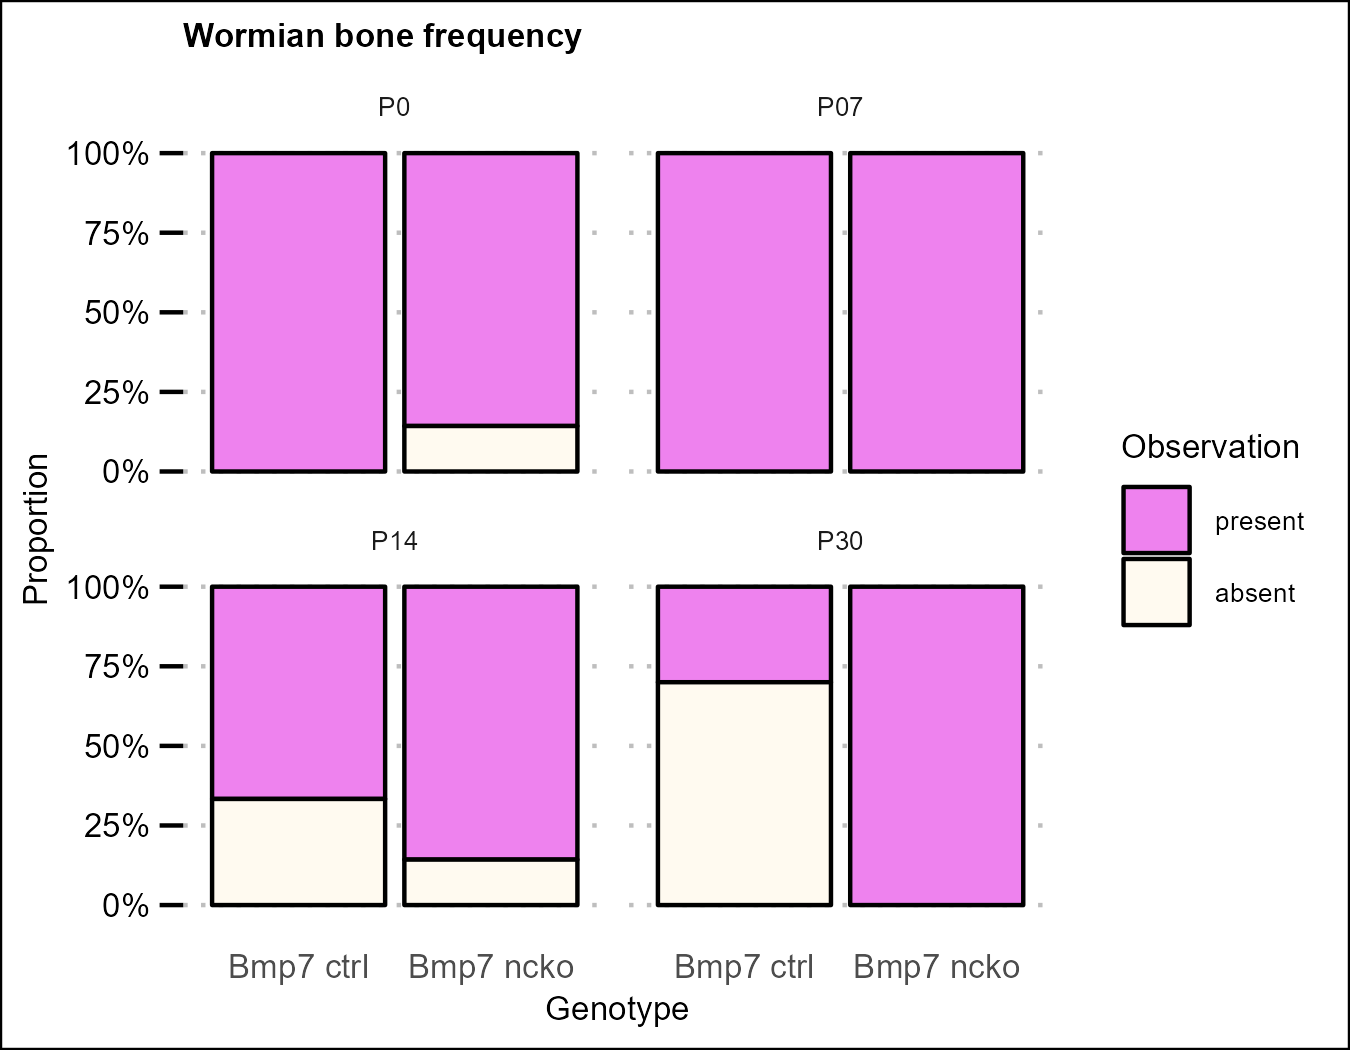 Wormian bone frequency
P0
P07
100%
75%
50%
25%
0%
P14
P30
100%
75%
50%
25%
0%
Bmp7 ctrl
Bmp7 ncko
Bmp7 ctrl
Bmp7 ncko
Genotype
Proportion
Observation
present
absent